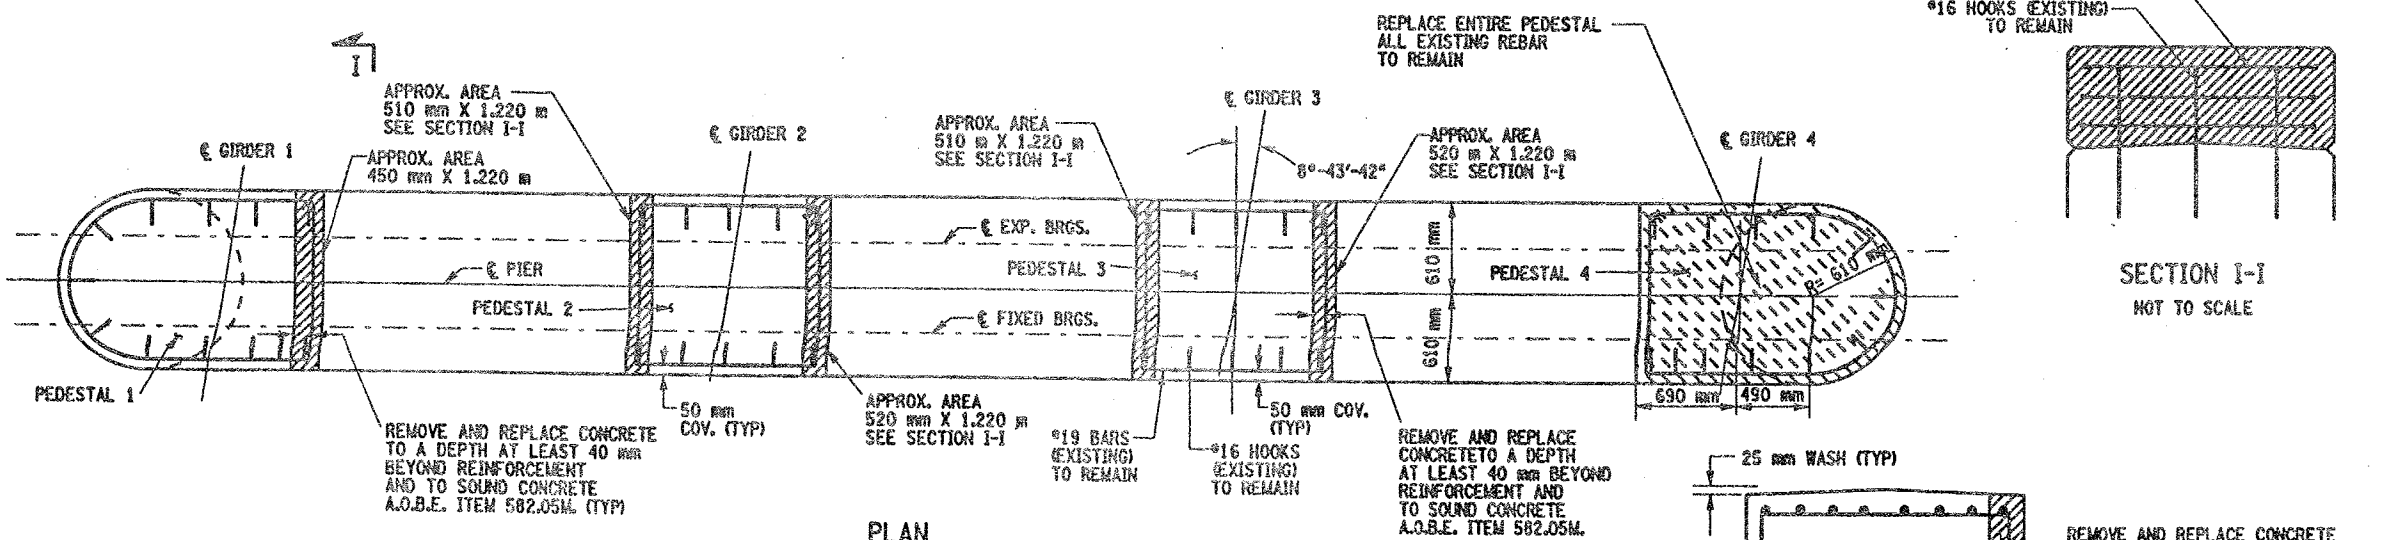 REPLACE ENTIRE PEDESTAL
ALL EXISTING REBAR
TO REMAIN
#16 HOOKS (EXISTING)
TO REMAIN
I
APPROX. AREA
510 mm X 1.220 m
SEE SECTION I-I
APPROX. AREA
450 mm X 1.220 m
℄ GIRDER 1
℄ GIRDER 2
APPROX. AREA
510 m X 1.220 m
SEE SECTION I-I
℄ GIRDER 3
8°-43'-42"
APPROX. AREA
520 m X 1.220 m
SEE SECTION I-I
℄ GIRDER 4
℄ EXP. BRGS.
℄ PIER
PEDESTAL 3
610 mm
PEDESTAL 4
R= 610 m
PEDESTAL 2
℄ FIXED BRGS.
610 mm
SECTION I-I
NOT TO SCALE
PEDESTAL 1
690 mm
490 mm
50 mm
COV. (TYP)
APPROX. AREA
520 mm X 1.220 m
SEE SECTION I-I
50 mm COV.
(TYP)
REMOVE AND REPLACE CONCRETE
TO A DEPTH AT LEAST 40 mm
BEYOND REINFORCEMENT
AND TO SOUND CONCRETE
A.O.B.E. ITEM 582.05M. (TYP)
#19 BARS
(EXISTING)
TO REMAIN
#16 HOOKS
(EXISTING)
TO REMAIN
REMOVE AND REPLACE
CONCRETETO A DEPTH
AT LEAST 40 mm BEYOND
REINFORCEMENT AND
TO SOUND CONCRETE
A.O.B.E. ITEM 582.05M.
25 mm WASH (TYP)
PLAN
REMOVE AND REPLACE CONCRETE